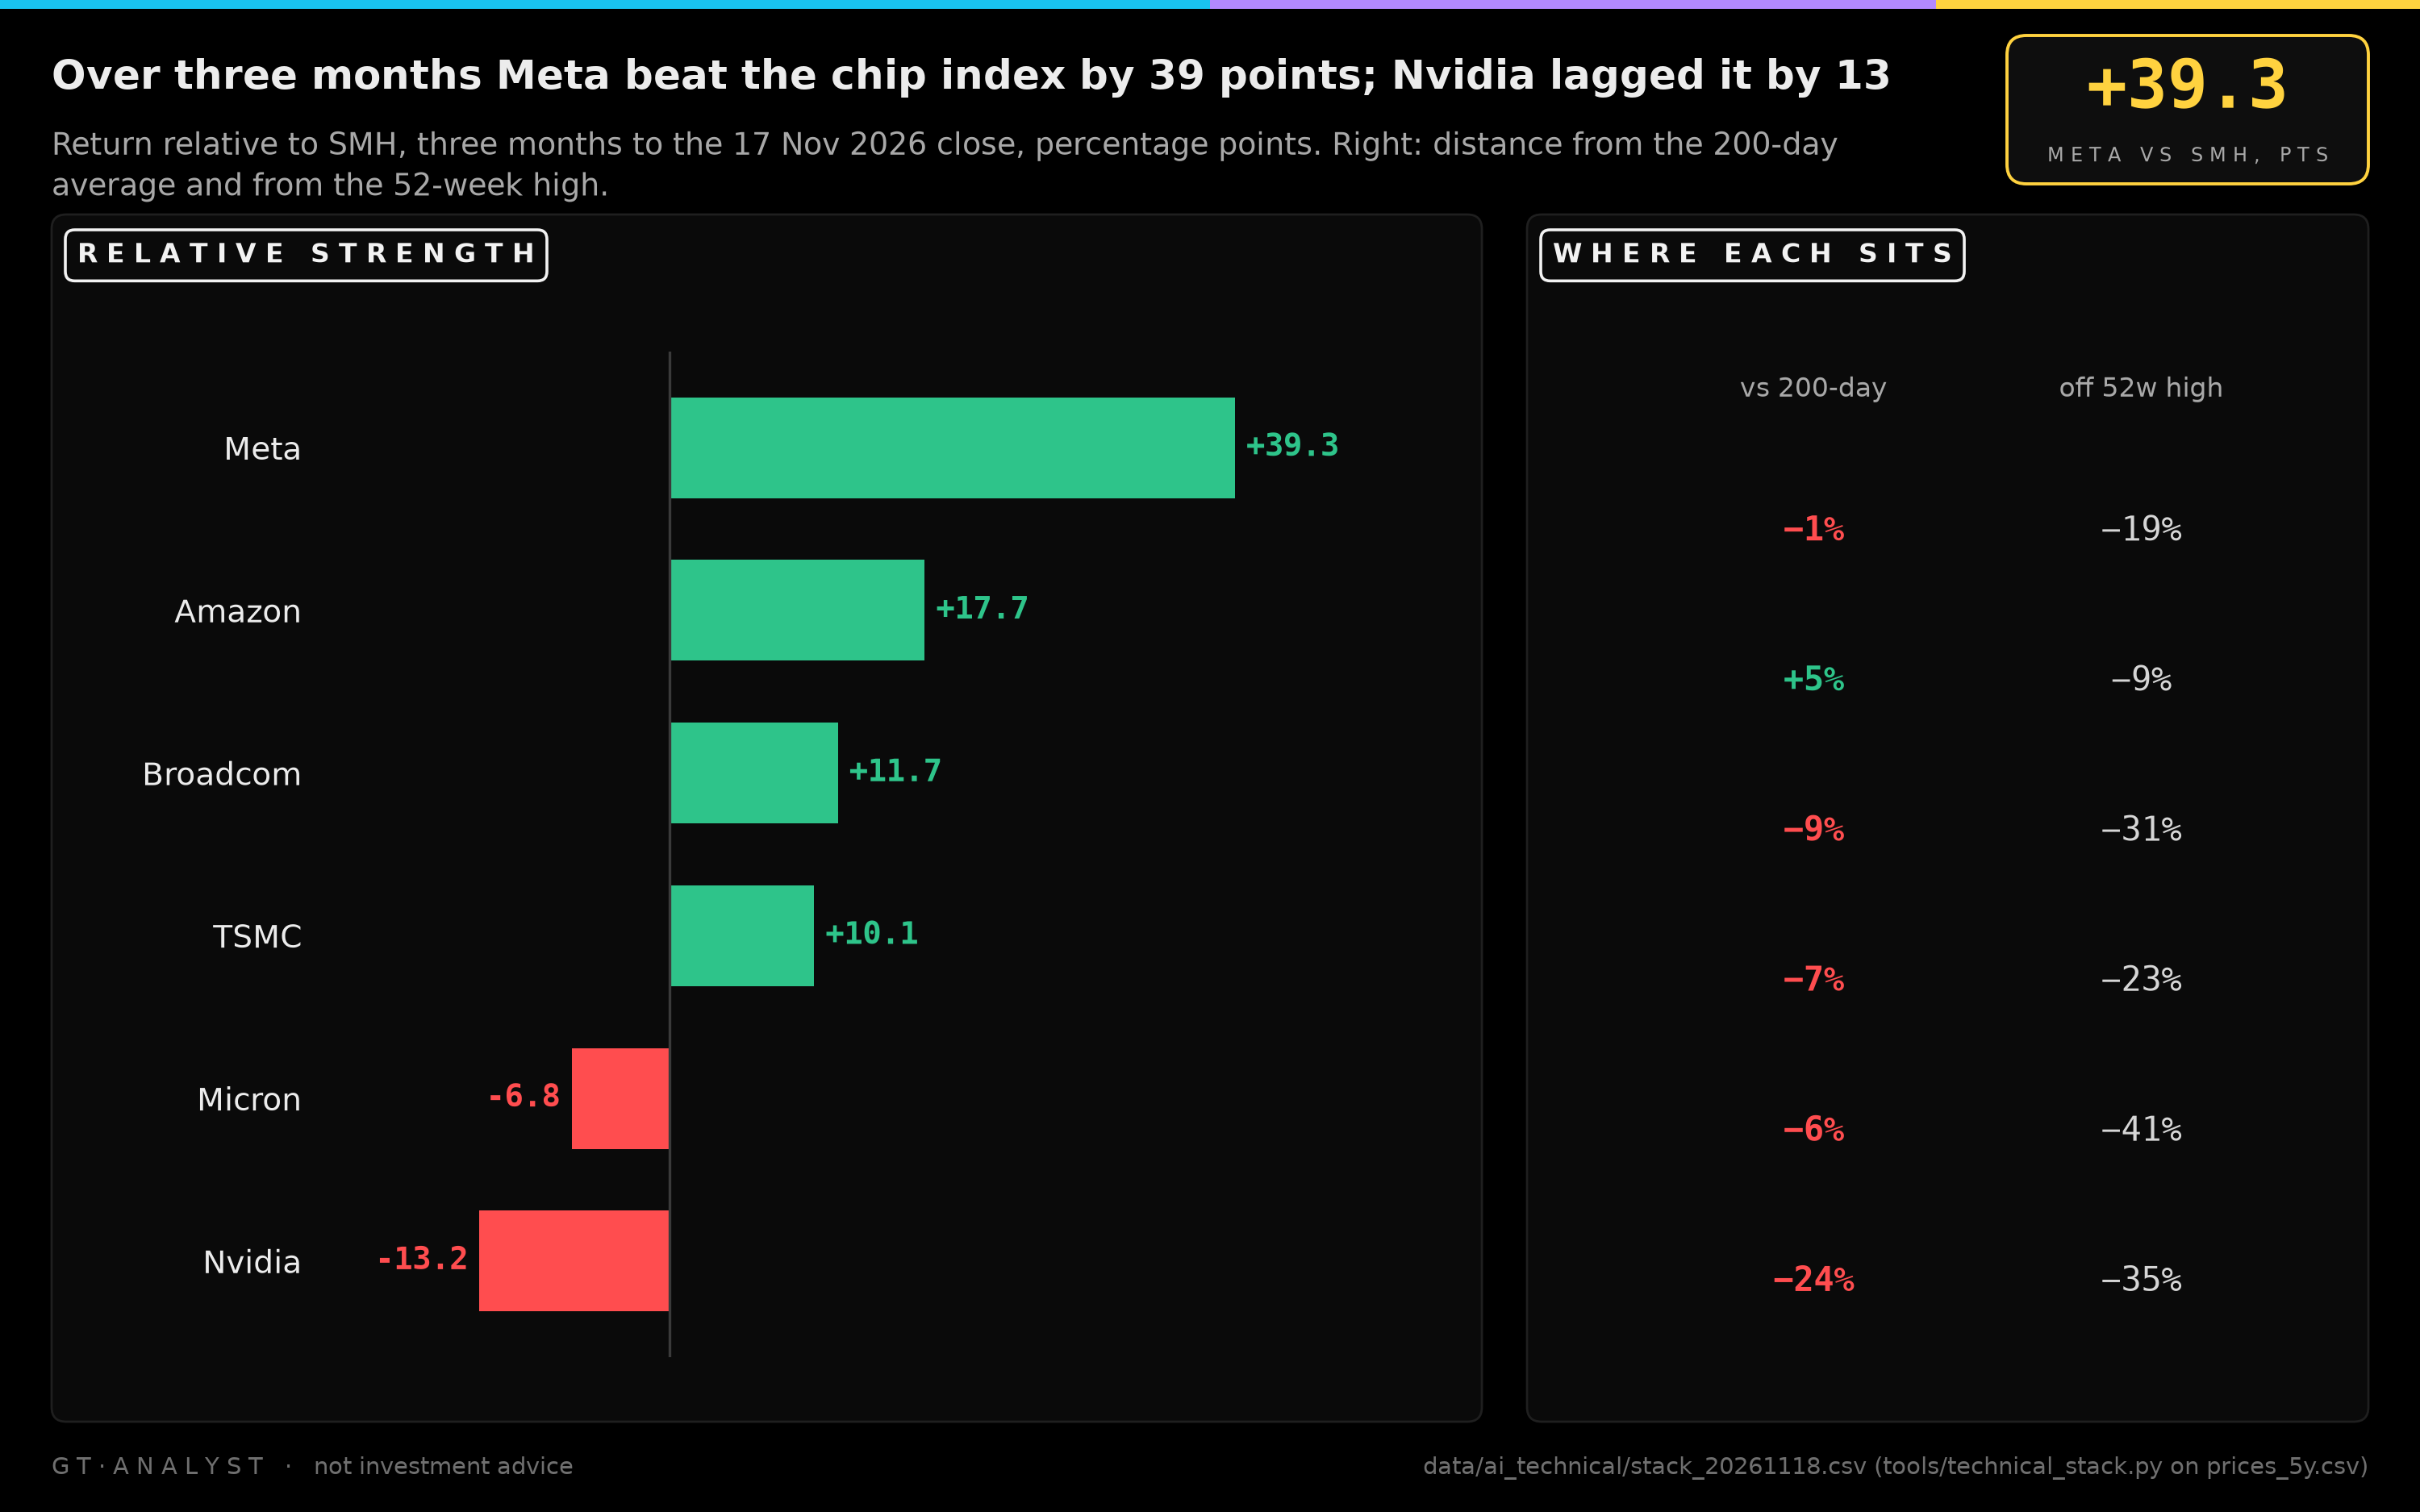 Over three months Meta beat the chip index by 39 points; Nvidia lagged it by 13
Return relative to SMH, three months to the 17 Nov 2026 close, percentage points. Right: distance from the 200-day
average and from the 52-week high.
+39.3
META VS SMH, PTS
RELATIVE STRENGTH
Meta +39.3
Amazon +17.7
Broadcom +11.7
TSMC +10.1
Micron -6.8
Nvidia -13.2
WHERE EACH SITS
vs 200-day off 52w high
−1% −19%
+5% −9%
−9% −31%
−7% −23%
−6% −41%
−24% −35%
GT·ANALYST · not investment advice
data/ai_technical/stack_20261118.csv (tools/technical_stack.py on prices_5y.csv)